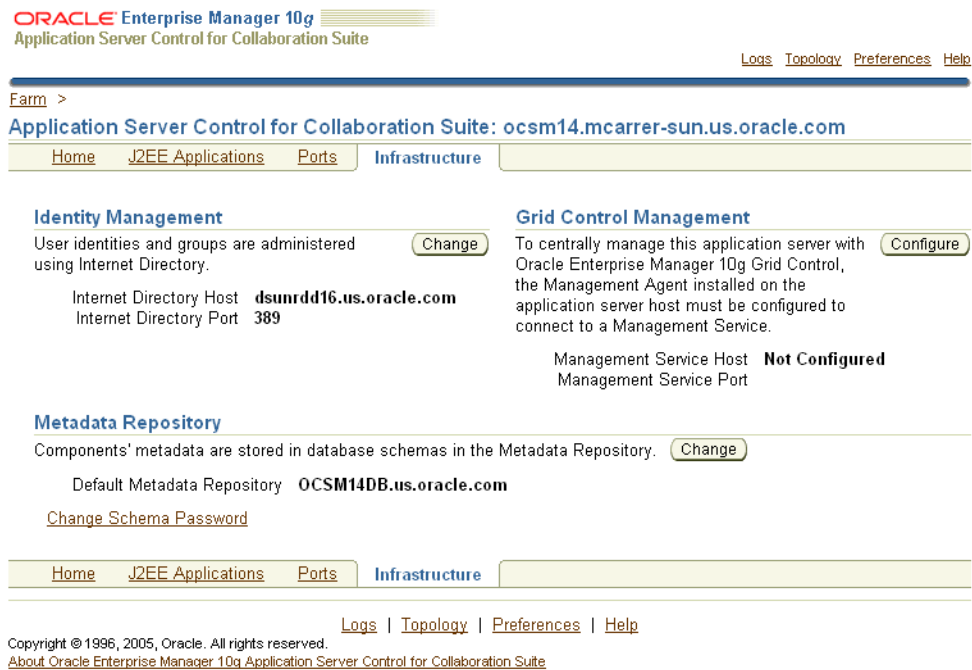 ORACLE Enterprise Manager 10g
Application Server Control for Collaboration Suite
Logs Topology Preferences Help
Farm >
Application Server Control for Collaboration Suite: ocsm14.mcarrer-sun.us.oracle.com
Home J2EE Applications Ports Infrastructure
Identity Management
User identities and groups are administered
using Internet Directory.
Change
Internet Directory Host dsunrdd16.us.oracle.com
Internet Directory Port 389
Grid Control Management
To centrally manage this application server with
Oracle Enterprise Manager 10g Grid Control,
the Management Agent installed on the
application server host must be configured to
connect to a Management Service.
Configure
Management Service Host Not Configured
Management Service Port
Metadata Repository
Components' metadata are stored in database schemas in the Metadata Repository. Change
Default Metadata Repository OCSM14DB.us.oracle.com
Change Schema Password
Home J2EE Applications Ports Infrastructure
Logs | Topology | Preferences | Help
Copyright © 1996, 2005, Oracle. All rights reserved.
About Oracle Enterprise Manager 10g Application Server Control for Collaboration Suite